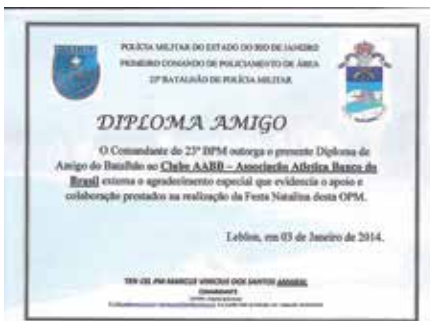 POLÍCIA MILITAR DO ESTADO DO RIO DE JANEIRO
PRIMEIRO COMANDO DE POLICIAMENTO DE ÁREA
23º BATALHÃO DE POLÍCIA MILITAR
DIPLOMA AMIGO
O Comandante do 23º BPM outorga o presente Diploma de
Amigo do Batalhão ao Clube AABB – Associação Atlética Banco do
Brasil externa o agradecimento especial que evidencia o apoio e
colaboração prestados na realização da Festa Natalina desta OPM.
Leblon, em 03 de Janeiro de 2014.
TEN CEL PM MARCUS VINICIUS DOS SANTOS AMARAL
COMANDANTE